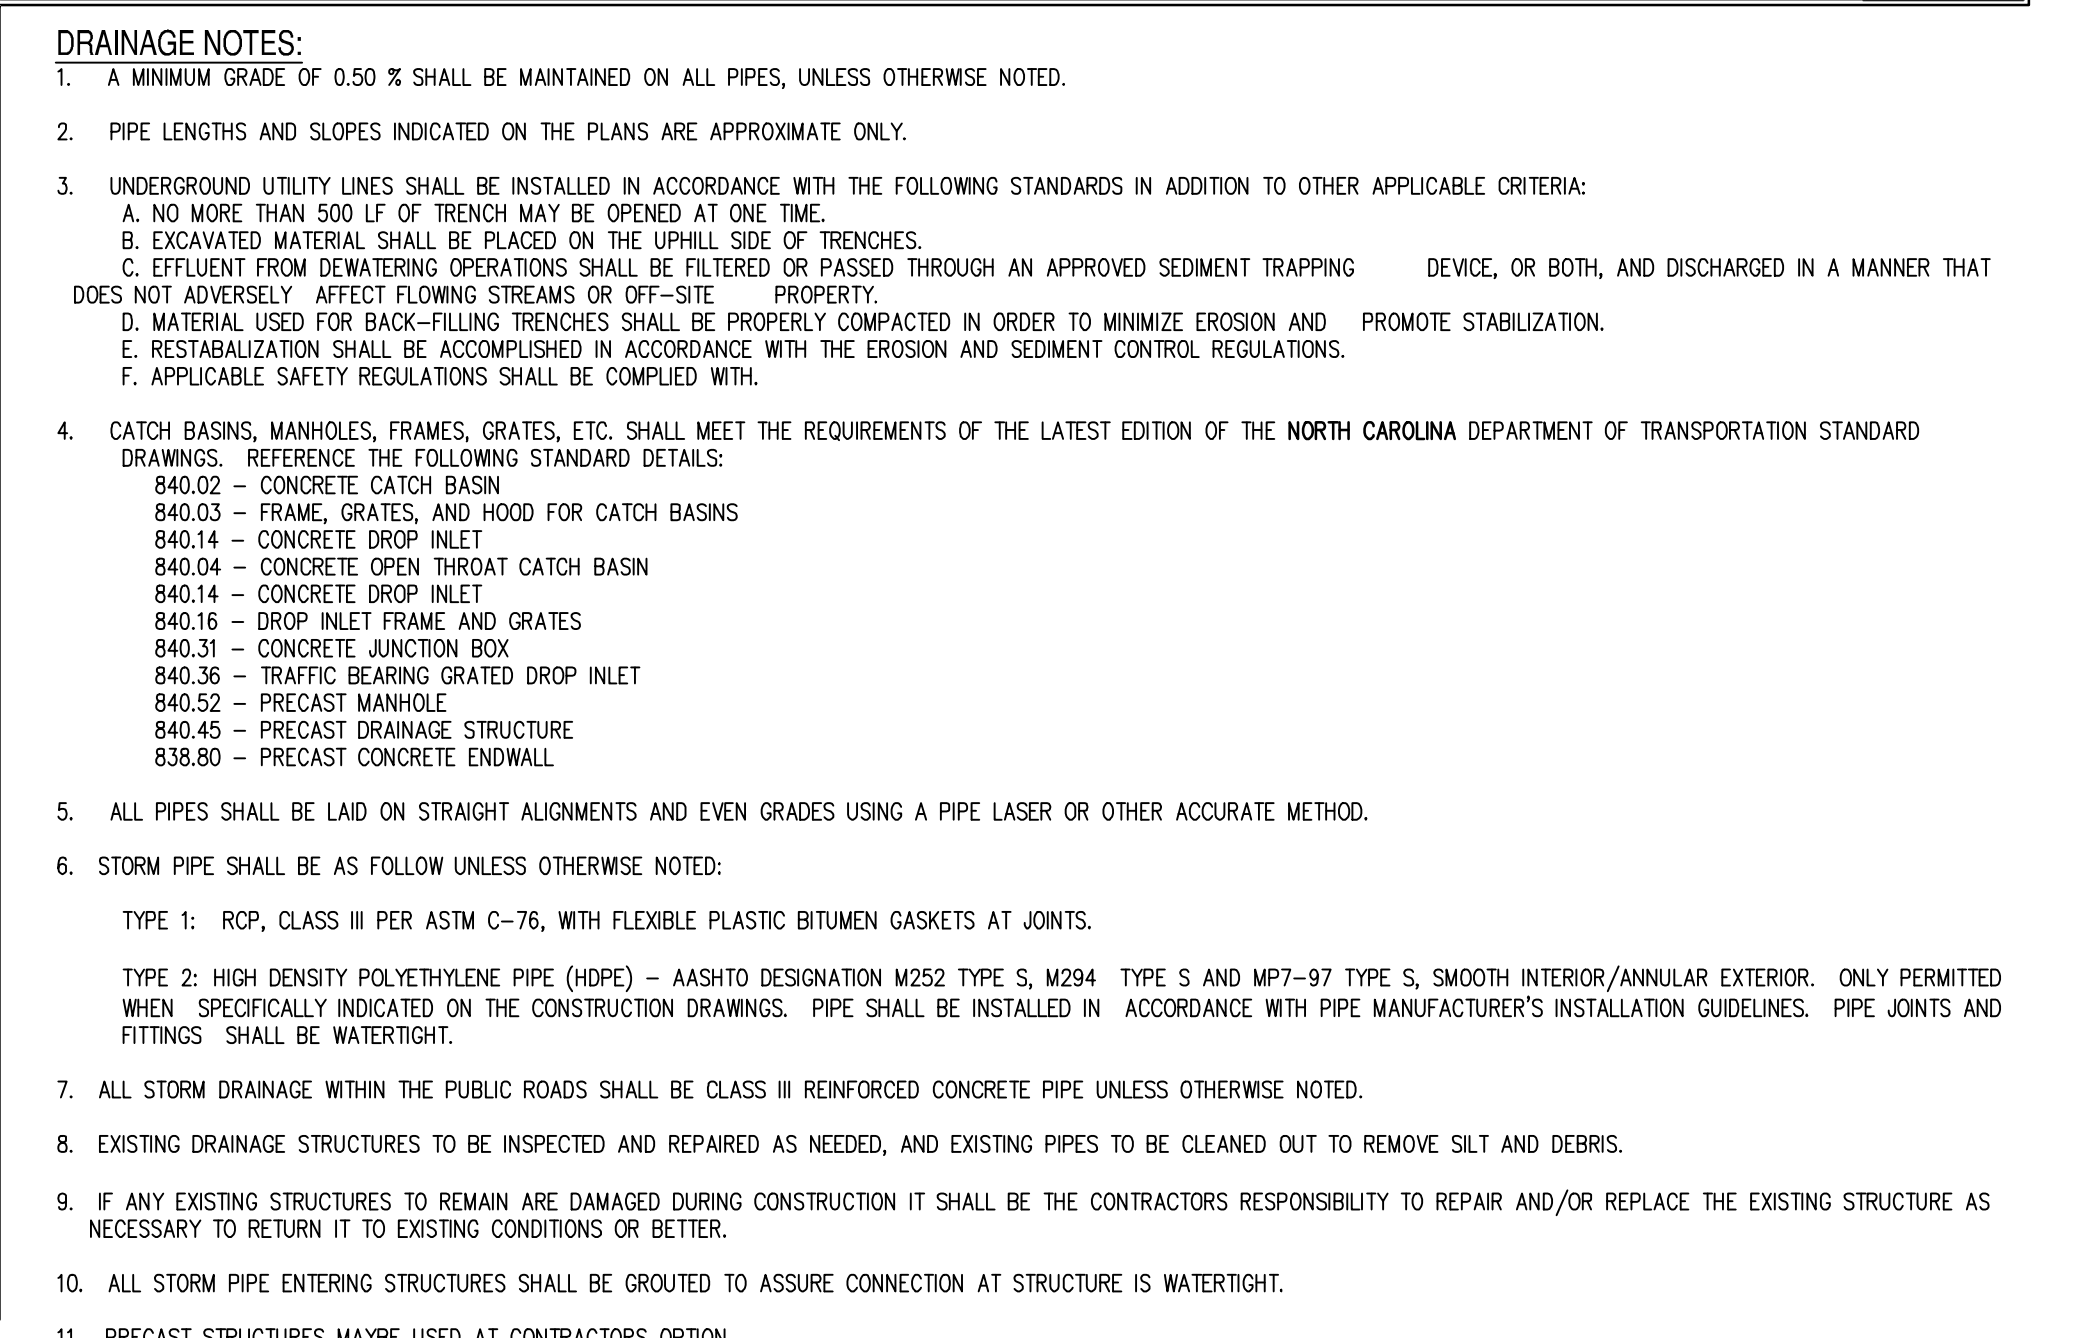 DRAINAGE NOTES:
1. A MINIMUM GRADE OF 0.50 % SHALL BE MAINTAINED ON ALL PIPES, UNLESS OTHERWISE NOTED.
2. PIPE LENGTHS AND SLOPES INDICATED ON THE PLANS ARE APPROXIMATE ONLY.
3. UNDERGROUND UTILITY LINES SHALL BE INSTALLED IN ACCORDANCE WITH THE FOLLOWING STANDARDS IN ADDITION TO OTHER APPLICABLE CRITERIA:
A. NO MORE THAN 500 LF OF TRENCH MAY BE OPENED AT ONE TIME.
B. EXCAVATED MATERIAL SHALL BE PLACED ON THE UPHILL SIDE OF TRENCHES.
C. EFFLUENT FROM DEWATERING OPERATIONS SHALL BE FILTERED OR PASSED THROUGH AN APPROVED SEDIMENT TRAPPING DEVICE, OR BOTH, AND DISCHARGED IN A MANNER THAT
DOES NOT ADVERSELY AFFECT FLOWING STREAMS OR OFF-SITE PROPERTY.
D. MATERIAL USED FOR BACK-FILLING TRENCHES SHALL BE PROPERLY COMPACTED IN ORDER TO MINIMIZE EROSION AND PROMOTE STABILIZATION.
E. RESTABALIZATION SHALL BE ACCOMPLISHED IN ACCORDANCE WITH THE EROSION AND SEDIMENT CONTROL REGULATIONS.
F. APPLICABLE SAFETY REGULATIONS SHALL BE COMPLIED WITH.
4. CATCH BASINS, MANHOLES, FRAMES, GRATES, ETC. SHALL MEET THE REQUIREMENTS OF THE LATEST EDITION OF THE NORTH CAROLINA DEPARTMENT OF TRANSPORTATION STANDARD
DRAWINGS. REFERENCE THE FOLLOWING STANDARD DETAILS:
840.02 – CONCRETE CATCH BASIN
840.03 – FRAME, GRATES, AND HOOD FOR CATCH BASINS
840.14 – CONCRETE DROP INLET
840.04 – CONCRETE OPEN THROAT CATCH BASIN
840.14 – CONCRETE DROP INLET
840.16 – DROP INLET FRAME AND GRATES
840.31 – CONCRETE JUNCTION BOX
840.36 – TRAFFIC BEARING GRATED DROP INLET
840.52 – PRECAST MANHOLE
840.45 – PRECAST DRAINAGE STRUCTURE
838.80 – PRECAST CONCRETE ENDWALL
5. ALL PIPES SHALL BE LAID ON STRAIGHT ALIGNMENTS AND EVEN GRADES USING A PIPE LASER OR OTHER ACCURATE METHOD.
6. STORM PIPE SHALL BE AS FOLLOW UNLESS OTHERWISE NOTED:
TYPE 1: RCP, CLASS III PER ASTM C-76, WITH FLEXIBLE PLASTIC BITUMEN GASKETS AT JOINTS.
TYPE 2: HIGH DENSITY POLYETHYLENE PIPE (HDPE) – AASHTO DESIGNATION M252 TYPE S, M294 TYPE S AND MP7-97 TYPE S, SMOOTH INTERIOR/ANNULAR EXTERIOR. ONLY PERMITTED
WHEN SPECIFICALLY INDICATED ON THE CONSTRUCTION DRAWINGS. PIPE SHALL BE INSTALLED IN ACCORDANCE WITH PIPE MANUFACTURER'S INSTALLATION GUIDELINES. PIPE JOINTS AND
FITTINGS SHALL BE WATERTIGHT.
7. ALL STORM DRAINAGE WITHIN THE PUBLIC ROADS SHALL BE CLASS III REINFORCED CONCRETE PIPE UNLESS OTHERWISE NOTED.
8. EXISTING DRAINAGE STRUCTURES TO BE INSPECTED AND REPAIRED AS NEEDED, AND EXISTING PIPES TO BE CLEANED OUT TO REMOVE SILT AND DEBRIS.
9. IF ANY EXISTING STRUCTURES TO REMAIN ARE DAMAGED DURING CONSTRUCTION IT SHALL BE THE CONTRACTORS RESPONSIBILITY TO REPAIR AND/OR REPLACE THE EXISTING STRUCTURE AS
NECESSARY TO RETURN IT TO EXISTING CONDITIONS OR BETTER.
10. ALL STORM PIPE ENTERING STRUCTURES SHALL BE GROUTED TO ASSURE CONNECTION AT STRUCTURE IS WATERTIGHT.
11. PRECAST STRUCTURES MAYBE USED AT CONTRACTORS OPTION.